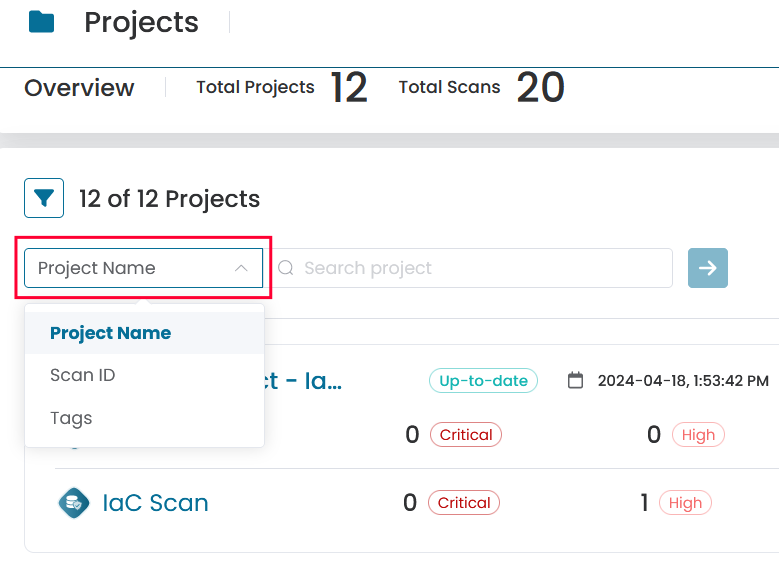 Projects
Overview Total Projects 12 Total Scans 20
12 of 12 Projects
Project Name Search project
Project Name
Scan ID
Tags
ct - Ia... Up-to-date 2024-04-18, 1:53:42 PM
0 Critical 0 High
IaC Scan 0 Critical 1 High